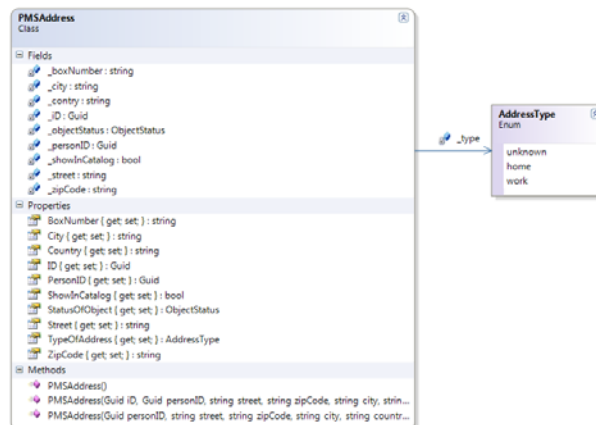 PMSAddress
Class
Fields
_boxNumber : string
_city : string
_contry : string
_iD : Guid
_objectStatus : ObjectStatus
_personID : Guid
_showInCatalog : bool
_street : string
_zipCode : string
Properties
BoxNumber { get; set; } : string
City { get; set; } : string
Country { get; set; } : string
ID { get; set; } : Guid
PersonID { get; set; } : Guid
ShowInCatalog { get; set; } : bool
StatusOfObject { get; set; } : ObjectStatus
Street { get; set; } : string
TypeOfAddress { get; set; } : AddressType
ZipCode { get; set; } : string
Methods
PMSAddress()
PMSAddress(Guid iD, Guid personID, string street, string zipCode, string city, strin...
PMSAddress(Guid personID, string street, string zipCode, string city, string countr...
_type
AddressType
Enum
unknown
home
work